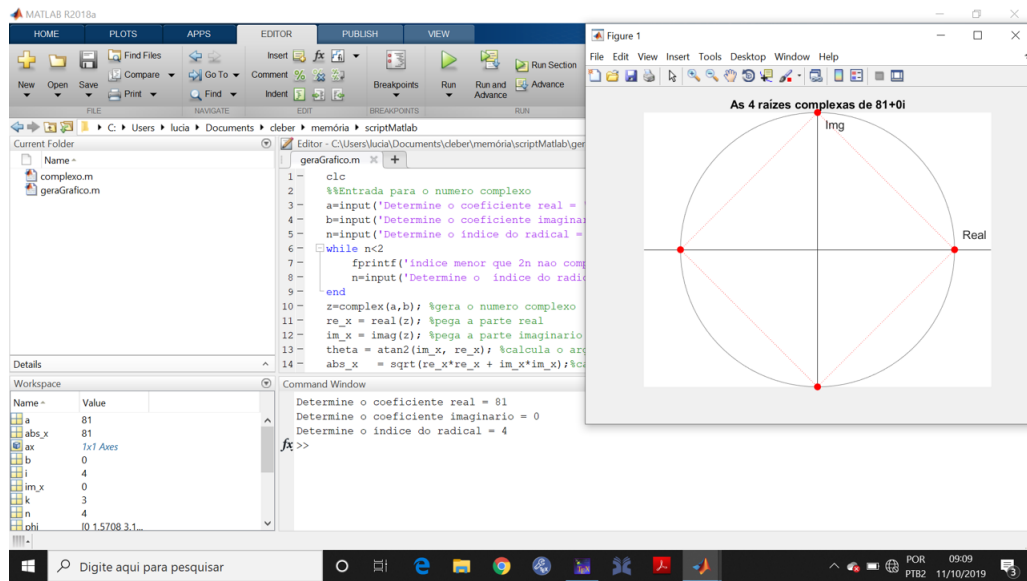 MATLAB R2018a
HOME PLOTS APPS EDITOR PUBLISH VIEW
New Open Save Find Files Compare Print Go To Find Insert fx Comment Indent Breakpoints Run Run and Advance Run Section Advance
FILE NAVIGATE EDIT BREAKPOINTS RUN
C: Users lucia Documents cleber memória scriptMatlab
Current Folder
Name
complexo.m
geraGrafico.m
Details
Workspace
Name Value
a 81
abs_x 81
ax 1x1 Axes
b 0
i 4
im_x 0
k 3
n 4
phi [0 1.5708 3.1...
Editor - C:\Users\lucia\Documents\cleber\memória\scriptMatlab\ger
geraGrafico.m
1 clc
2 %%Entrada para o numero complexo
3 a=input('Determine o coeficiente real = '
4 b=input('Determine o coeficiente imaginar
5 n=input('Determine o indice do radical =
6 while n<2
7 fprintf('indice menor que 2n nao comp
8 n=input('Determine o indice do radic
9 end
10 z=complex(a,b); %gera o numero complexo
11 re_x = real(z); %pega a parte real
12 im_x = imag(z); %pega a parte imaginario
13 theta = atan2(im_x, re_x); %calcula o arg
14 abs_x = sqrt(re_x*re_x + im_x*im_x);%ca
Command Window
Determine o coeficiente real = 81
Determine o coeficiente imaginario = 0
Determine o indice do radical = 4
fx >>
Figure 1
File Edit View Insert Tools Desktop Window Help
As 4 raizes complexas de 81+0i
Img
Real
Digite aqui para pesquisar
POR
PTB2
09:09
11/10/2019
3